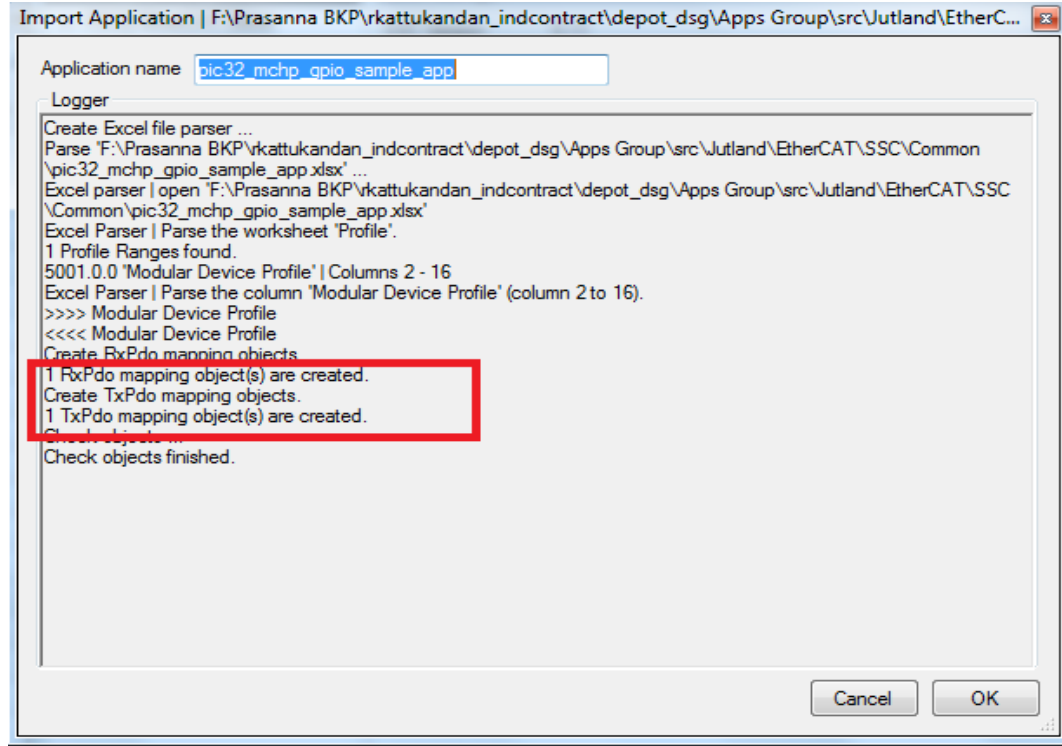 Import Application | F:\Prasanna BKP\rkattukandan_indcontract\depot_dsg\Apps Group\src\Jutland\EtherC...
Application name pic32_mchp_gpio_sample_app
Logger
Create Excel file parser ...
Parse 'F:\Prasanna BKP\rkattukandan_indcontract\depot_dsg\Apps Group\src\Jutland\EtherCAT\SSC\Common
\pic32_mchp_gpio_sample_app.xlsx' ...
Excel parser | open 'F:\Prasanna BKP\rkattukandan_indcontract\depot_dsg\Apps Group\src\Jutland\EtherCAT\SSC
\Common\pic32_mchp_gpio_sample_app.xlsx'
Excel Parser | Parse the worksheet 'Profile'.
1 Profile Ranges found.
5001.0.0 'Modular Device Profile' | Columns 2 - 16
Excel Parser | Parse the column 'Modular Device Profile' (column 2 to 16).
>>>> Modular Device Profile
<<<< Modular Device Profile
Create RxPdo mapping objects
1 RxPdo mapping object(s) are created.
Create TxPdo mapping objects.
1 TxPdo mapping object(s) are created.
Check objects ...
Check objects finished.
Cancel
OK